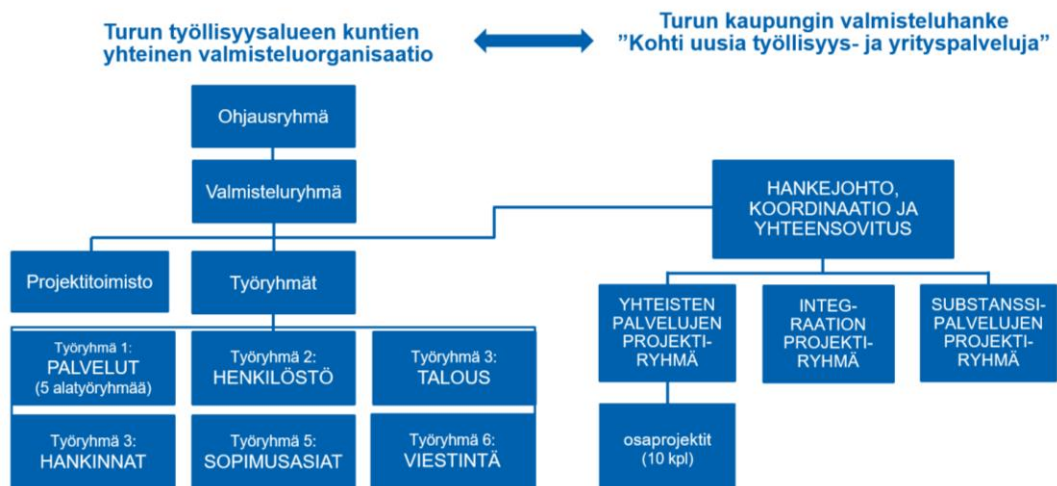 Turun työllisyysalueen kuntien
yhteinen valmisteluorganisaatio
Turun kaupungin valmisteluhanke
”Kohti uusia työllisyys- ja yrityspalveluja”
Ohjausryhmä
Valmisteluryhmä
Projektitoimisto
Työryhmät
Työryhmä 1:
PALVELUT
(5 alatyöryhmää)
Työryhmä 2:
HENKILÖSTÖ
Työryhmä 3:
TALOUS
Työryhmä 3:
HANKINNAT
Työryhmä 5:
SOPIMUSASIAT
Työryhmä 6:
VIESTINTÄ
HANKEJOHTO,
KOORDINAATIO JA
YHTEENSOVITUS
YHTEISTEN
PALVELUJEN
PROJEKTI-
RYHMÄ
INTEG-
RAATION
PROJEKTI-
RYHMÄ
SUBSTANSSI-
PALVELUJEN
PROJEKTI-
RYHMÄ
osaprojektit
(10 kpl)